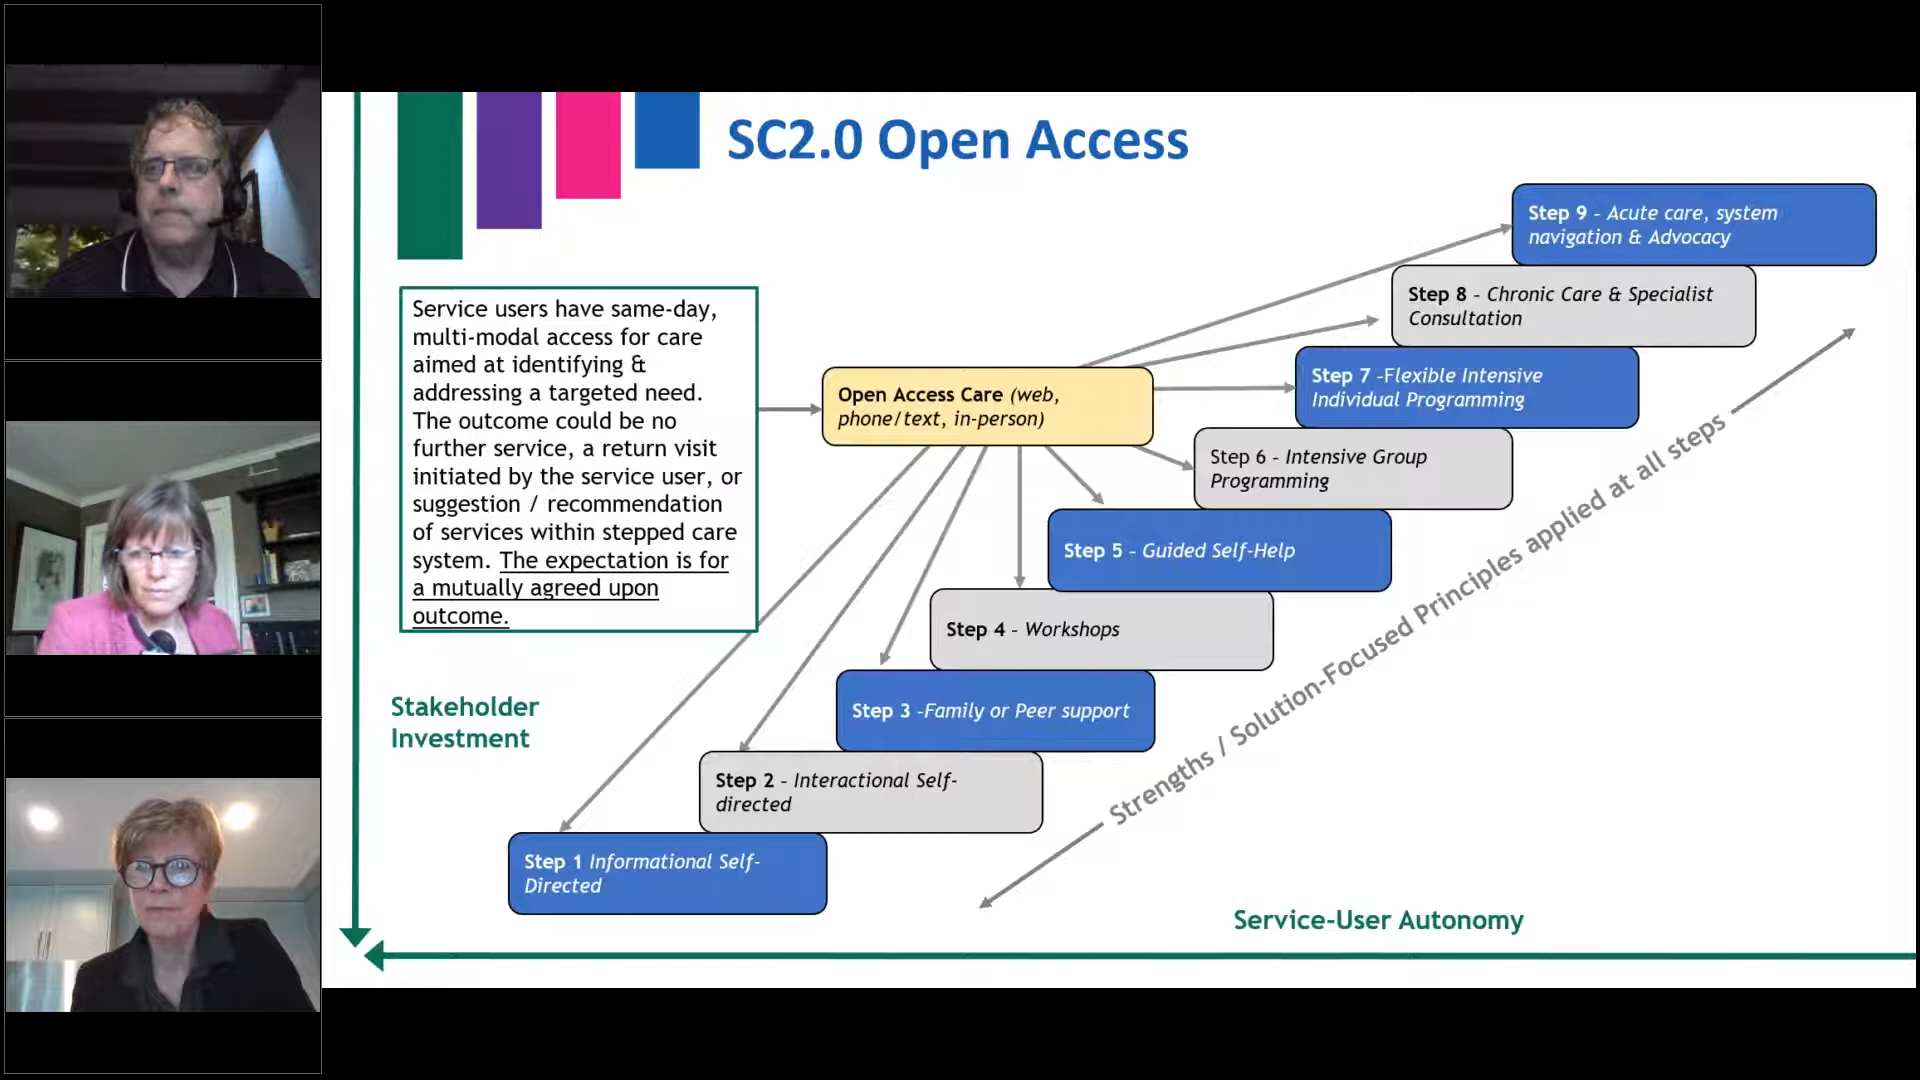 SC2.0 Open Access
Service users have same-day,
multi-modal access for care
aimed at identifying &
addressing a targeted need.
The outcome could be no
further service, a return visit
initiated by the service user, or
suggestion / recommendation
of services within stepped care
system. The expectation is for
a mutually agreed upon
outcome.
Open Access Care (web,
phone/text, in-person)
Step 9 - Acute care, system
navigation & Advocacy
Step 8 - Chronic Care & Specialist
Consultation
Step 7 -Flexible Intensive
Individual Programming
Step 6 - Intensive Group
Programming
Step 5 - Guided Self-Help
Step 4 - Workshops
Step 3 -Family or Peer support
Step 2 - Interactional Self-
directed
Step 1 Informational Self-
Directed
Stakeholder
Investment
Strengths / Solution-Focused Principles applied at all steps
Service-User Autonomy